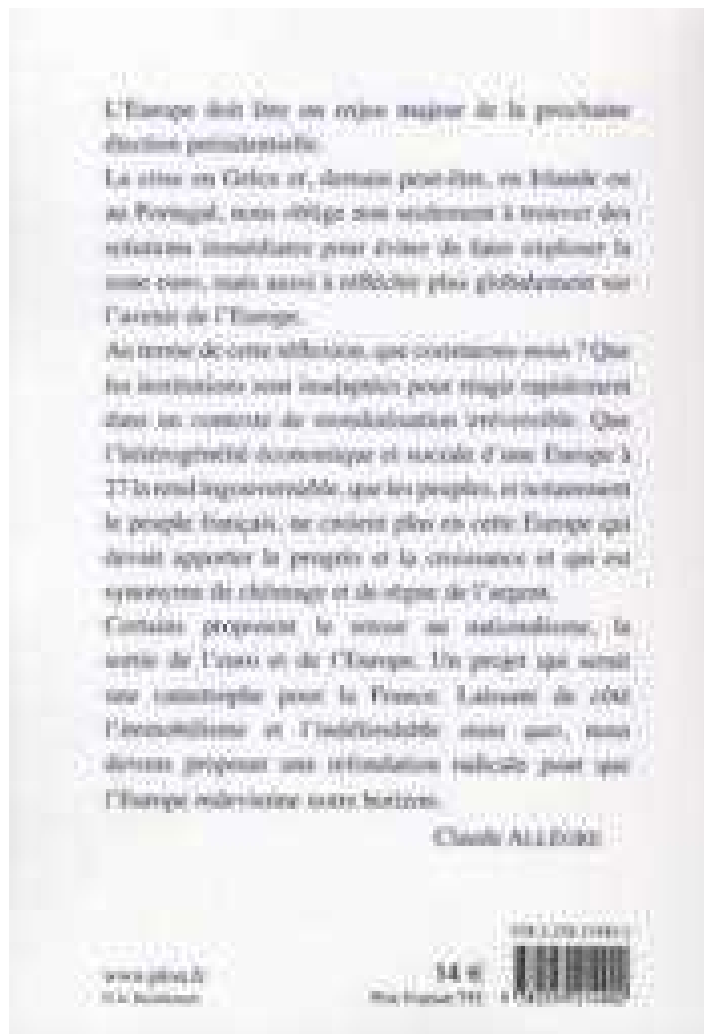 L'Europe doit être un enjeu majeur de la prochaine
élection présidentielle.
La crise en Grèce et, demain peut-être, en Irlande ou
au Portugal, nous oblige non seulement à trouver des
solutions immédiates pour éviter de faire exploser la
zone euro, mais aussi à réfléchir plus globalement sur
l'avenir de l'Europe.
Au terme de cette réflexion, que constatons-nous ? Que
les institutions sont inadaptées pour réagir rapidement
dans un contexte de mondialisation irréversible. Que
l'hétérogénéité économique et sociale d'une Europe à
27 la rend ingouvernable, que les peuples, et notamment
le peuple français, ne croient plus en cette Europe qui
devait apporter le progrès et la croissance et qui est
synonyme de chômage et de règne de l'argent.
Certains proposent le retour au nationalisme, la
sortie de l'euro et de l'Europe. Un projet qui serait
une catastrophe pour la France. Laissant de côté
l'immobilisme et l'indéfendable statu quo, nous
devons proposer une refondation radicale pour que
l'Europe redevienne notre horizon.
Claude ALLÈGRE
www.plon.fr
14 €
Prix France TTC